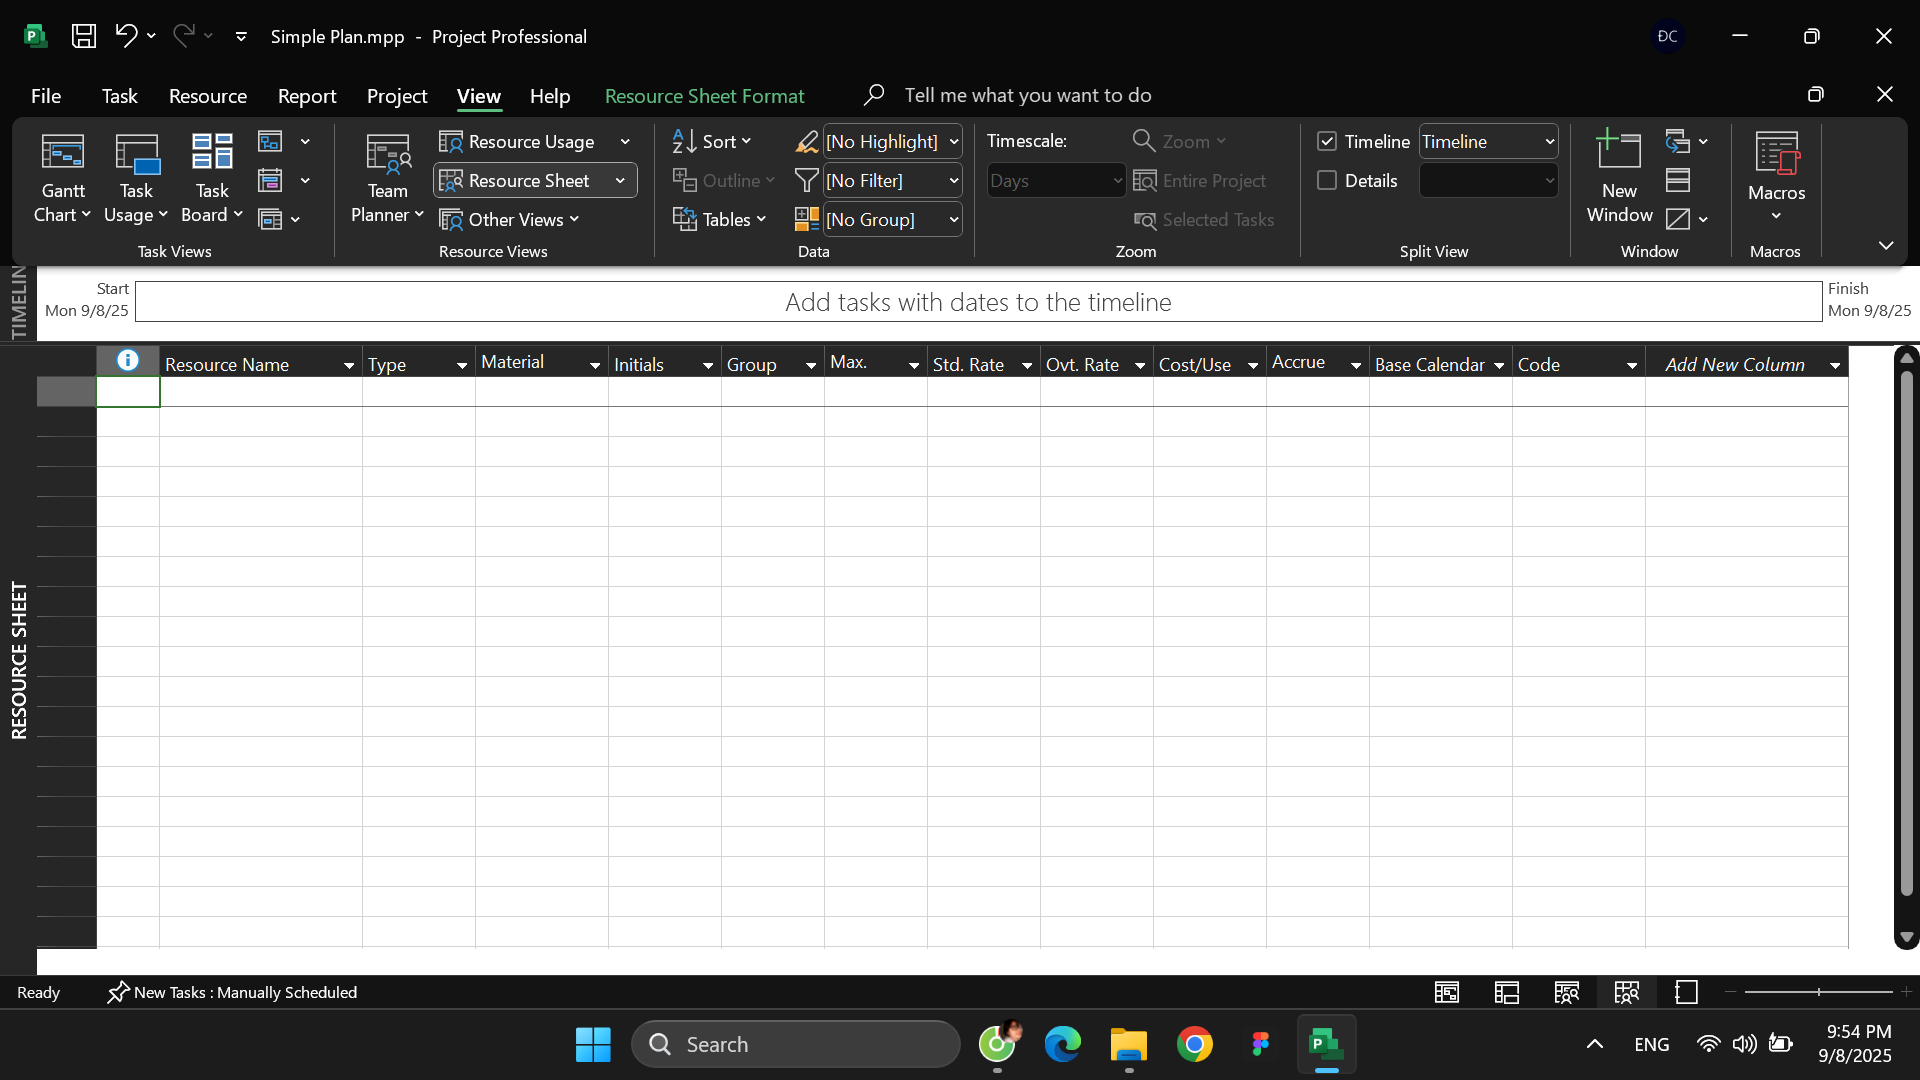 Simple Plan.mpp - Project Professional
ĐC
File Task Resource Report Project View Help Resource Sheet Format Tell me what you want to do
Gantt Chart
Task Usage
Task Board
Task Views
Team Planner
Resource Usage
Resource Sheet
Other Views
Resource Views
Sort
Outline
Tables
[No Highlight]
[No Filter]
[No Group]
Data
Timescale:
Days
Zoom
Entire Project
Selected Tasks
Zoom
Timeline Timeline
Details
Split View
New Window
Window
Macros
Macros
TIMELIN
Start
Mon 9/8/25
Add tasks with dates to the timeline
Finish
Mon 9/8/25
Resource Name Type Material Initials Group Max. Std. Rate Ovt. Rate Cost/Use Accrue Base Calendar Code Add New Column
RESOURCE SHEET
Ready New Tasks : Manually Scheduled
Search
ENG
9:54 PM
9/8/2025